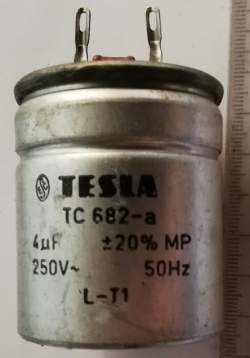 TESLA
TC 682-a
4µF ±20% MP
250V~ 50Hz
L-T1